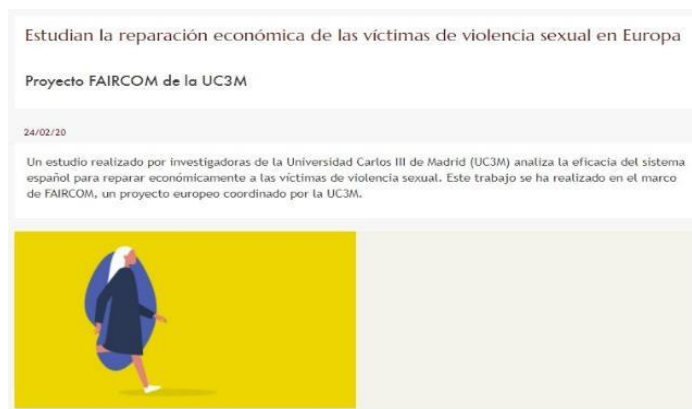 Estudian la reparación económica de las víctimas de violencia sexual en Europa
Proyecto FAIRCOM de la UC3M
24/02/20
Un estudio realizado por investigadoras de la Universidad Carlos III de Madrid (UC3M) analiza la eficacia del sistema
español para reparar económicamente a las víctimas de violencia sexual. Este trabajo se ha realizado en el marco
de FAIRCOM, un proyecto europeo coordinado por la UC3M.